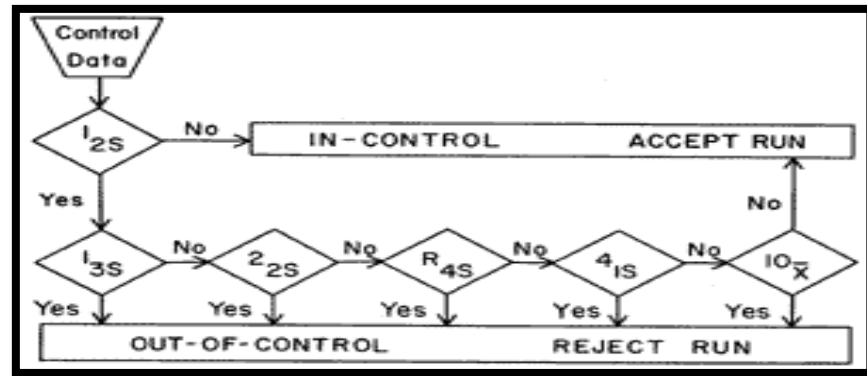 Control
Data
1 2S
No
IN-CONTROL ACCEPT RUN
Yes
No
1 3S
No
2 2S
No
R 4S
No
4 1S
No
10 x̅
Yes
Yes
Yes
Yes
Yes
OUT-OF-CONTROL REJECT RUN